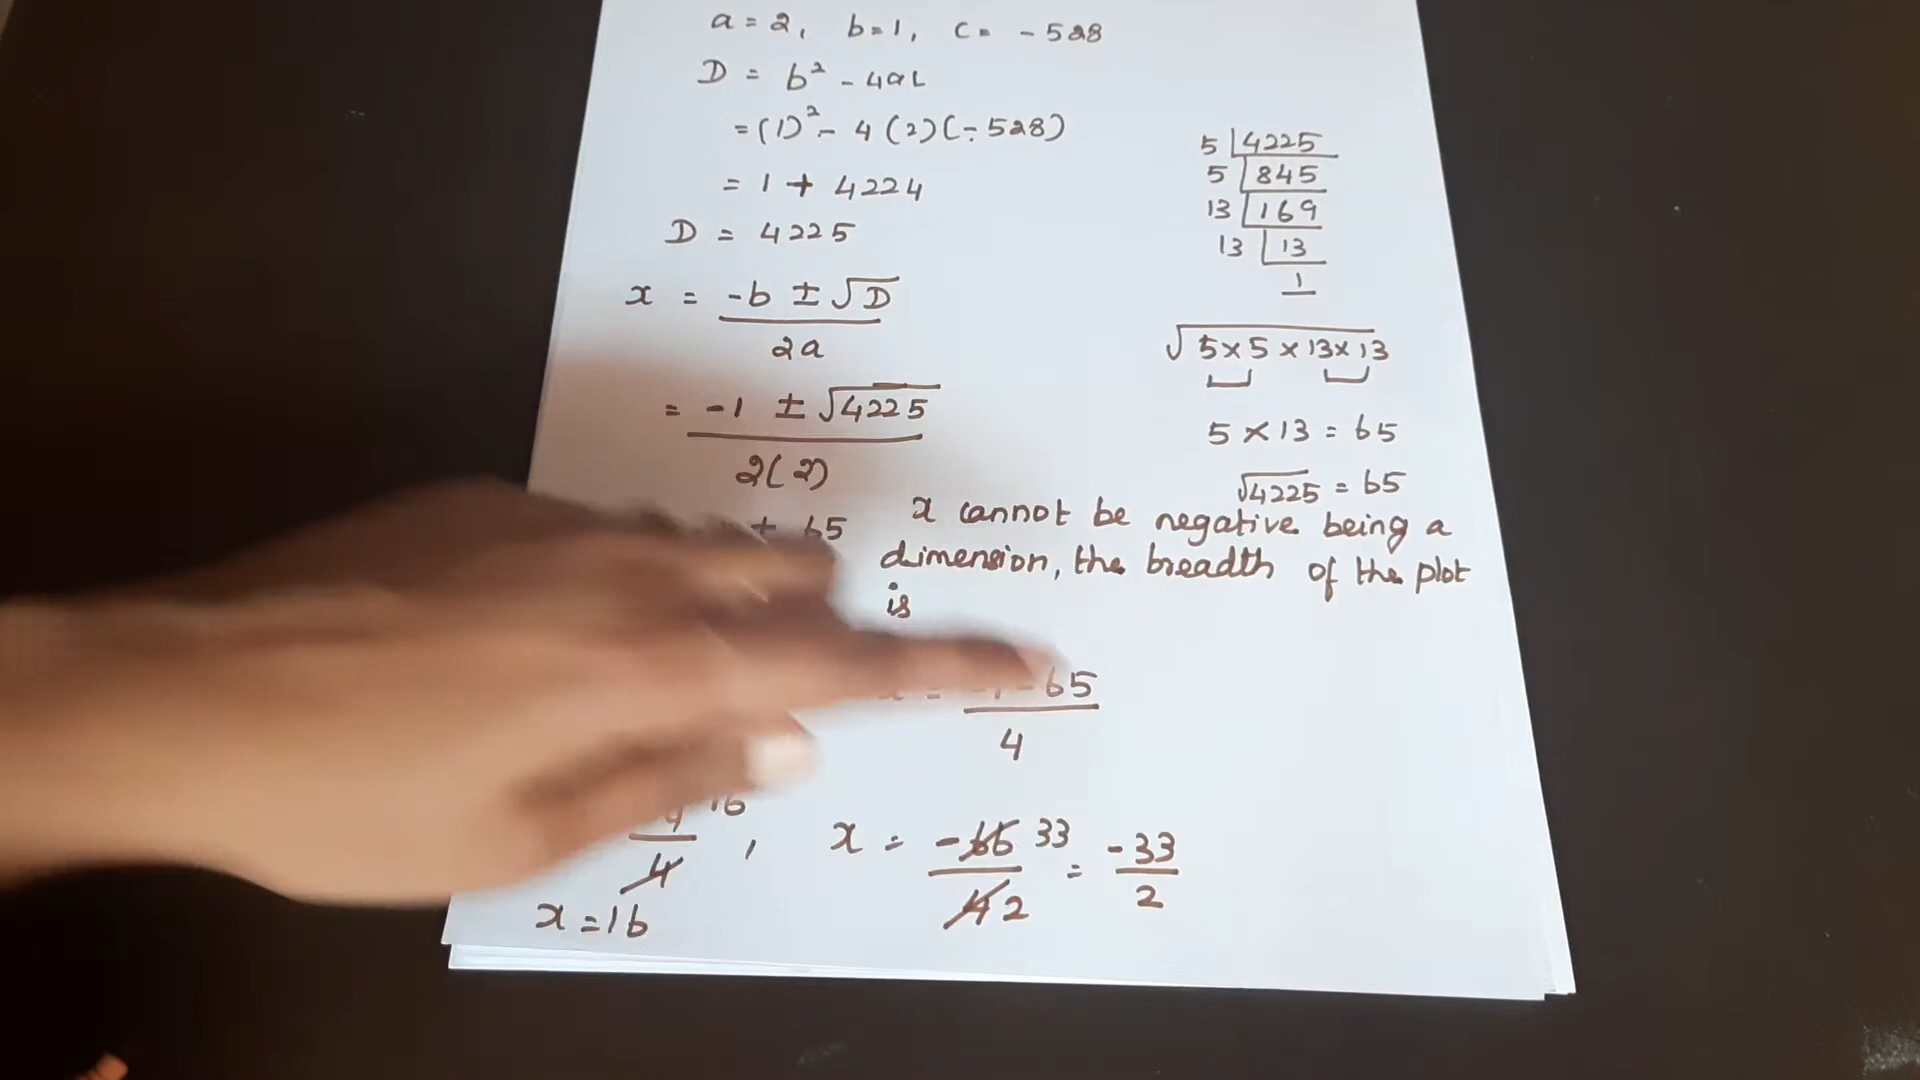 a = 2, b = 1, c = - 528
D = b² - 4ac
= (1)² - 4 (2) (- 528)
= 1 + 4224
D = 4225
x = -b ± √D
2a
= -1 ± √4225
2(2)
+ 65
16
4
x = 16
5 4225
5 845
13 169
13 13
1
√5×5×13×13
5 × 13 = 65
√4225 = 65
x cannot be negative being a
dimension, the breadth of the plot
is
- 65
4
, x = -66 33 = -33
4 2 2